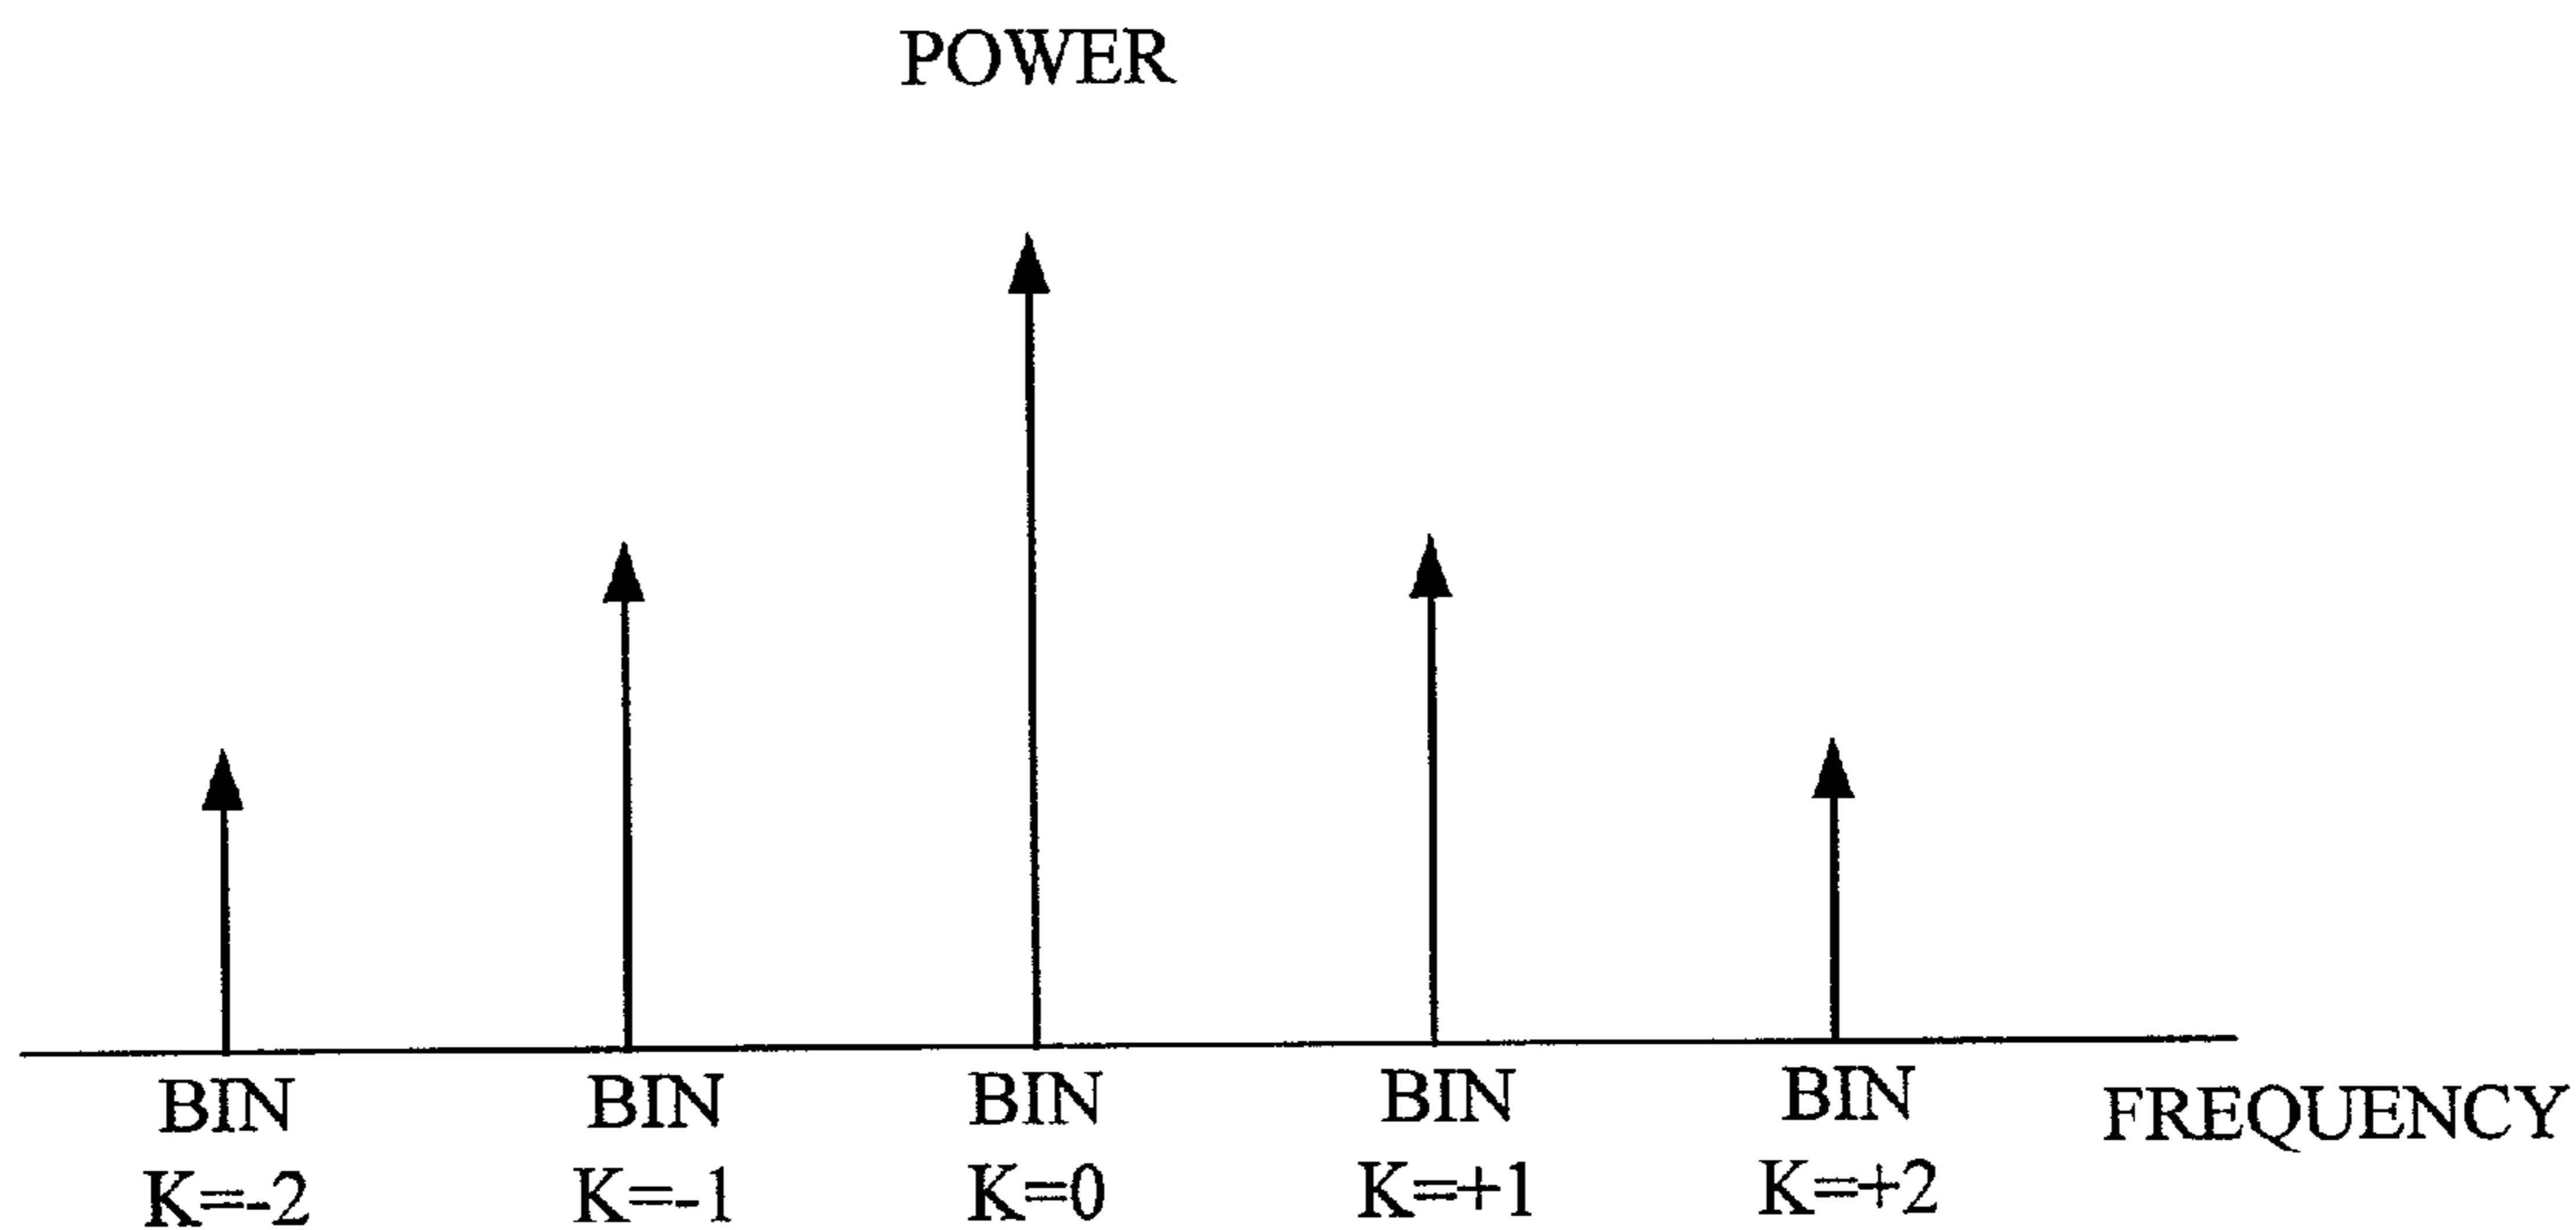 POWER
BIN BIN BIN BIN BIN FREQUENCY
K=-2 K=-1 K=0 K=+1 K=+2